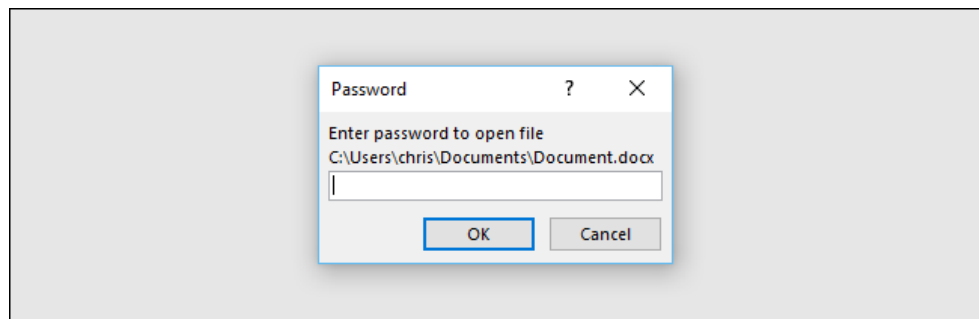 Password ?
Enter password to open file
C:\Users\chris\Documents\Document.docx
OK Cancel